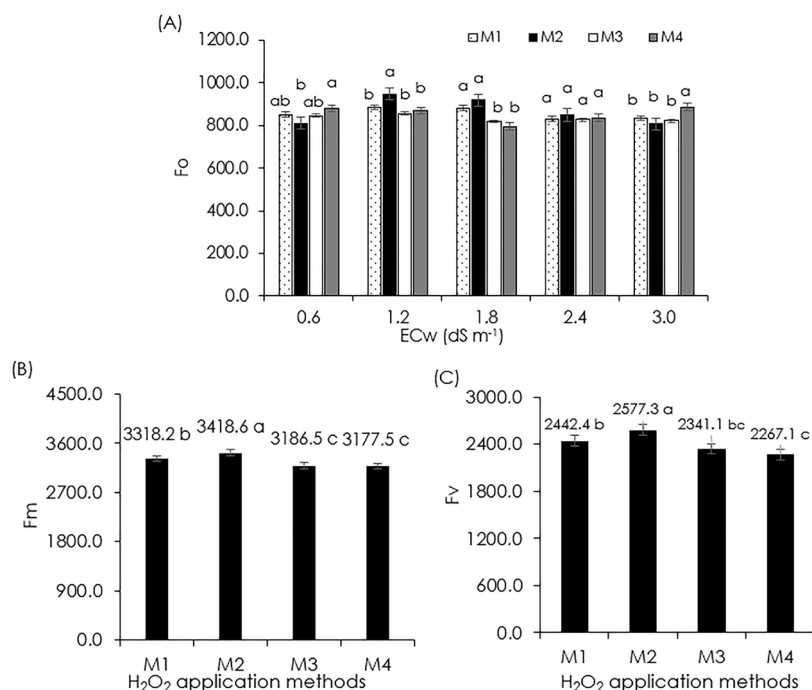 (A)
M1 M2 M3 M4
1200.0
1000.0
800.0
600.0
400.0
200.0
0.0
Fo
ab b ab a
b a b b
a a b b
a a a a
b b b a
0.6 1.2 1.8 2.4 3.0
ECw (dS m⁻¹)
(B)
4500.0
3600.0
2700.0
1800.0
900.0
0.0
Fm
3318.2 b 3418.6 a 3186.5 c 3177.5 c
M1 M2 M3 M4
H₂O₂ application methods
(C)
3000.0
2400.0
1800.0
1200.0
600.0
0.0
Fv
2442.4 b 2577.3 a 2341.1 bc 2267.1 c
M1 M2 M3 M4
H₂O₂ application methods